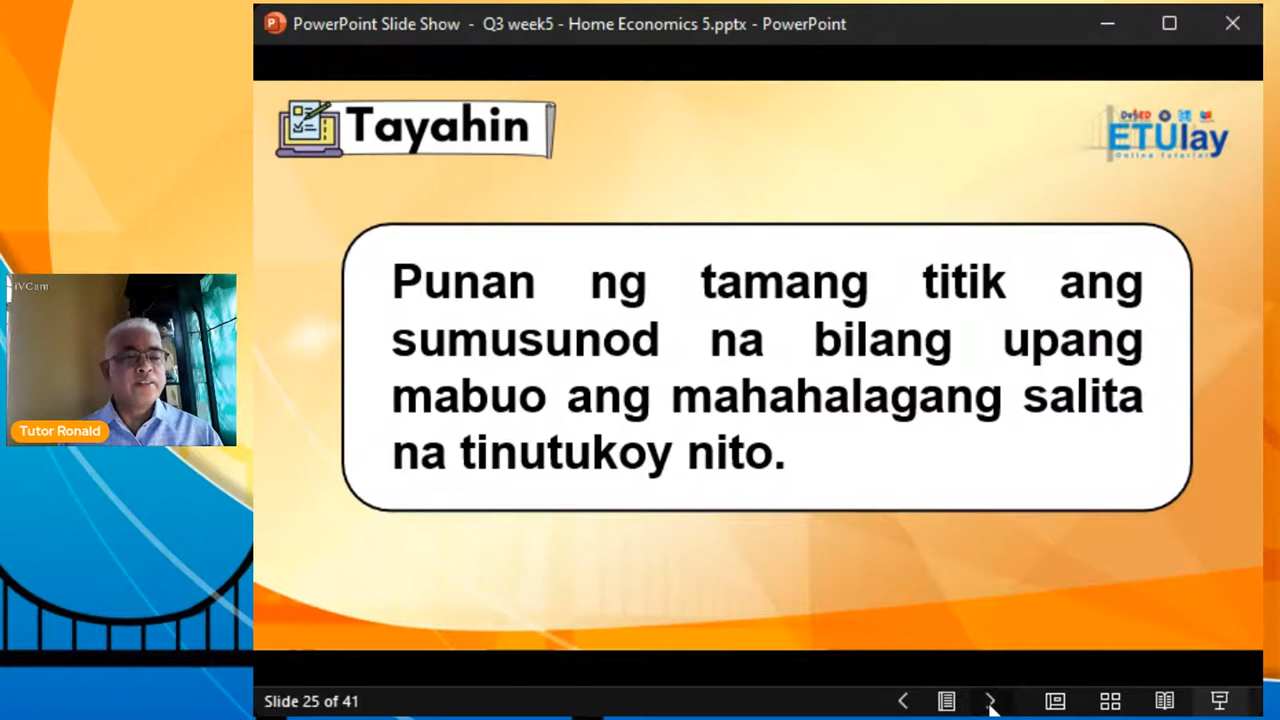 PowerPoint Slide Show - Q3 week5 - Home Economics 5.pptx - PowerPoint
Tayahin
DepED
ETUlay
Online Tutorial
Punan ng tamang titik ang
sumusunod na bilang upang
mabuo ang mahahalagang salita
na tinutukoy nito.
iVCam
Tutor Ronald
Slide 25 of 41